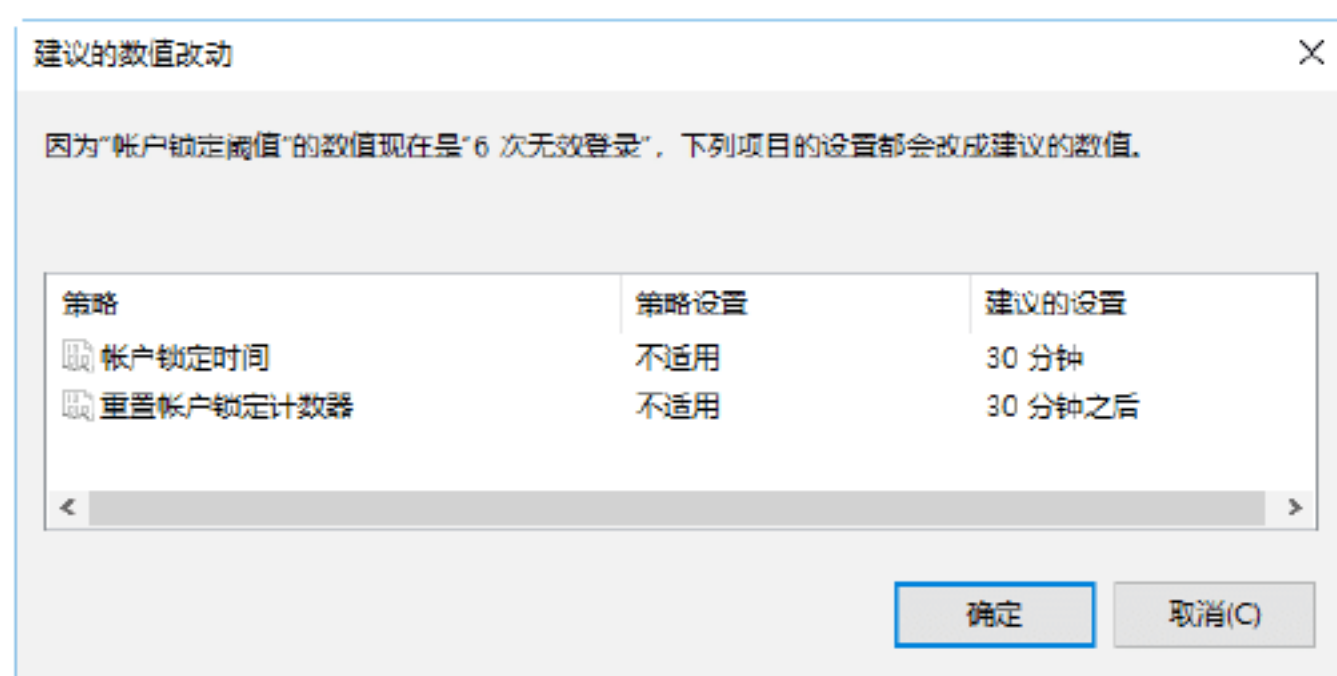 建议的数值改动
因为“帐户锁定阈值”的数值现在是“6 次无效登录”，下列项目的设置都会改成建议的数值。
策略 策略设置 建议的设置
帐户锁定时间 不适用 30 分钟
重置帐户锁定计数器 不适用 30 分钟之后
确定 取消(C)